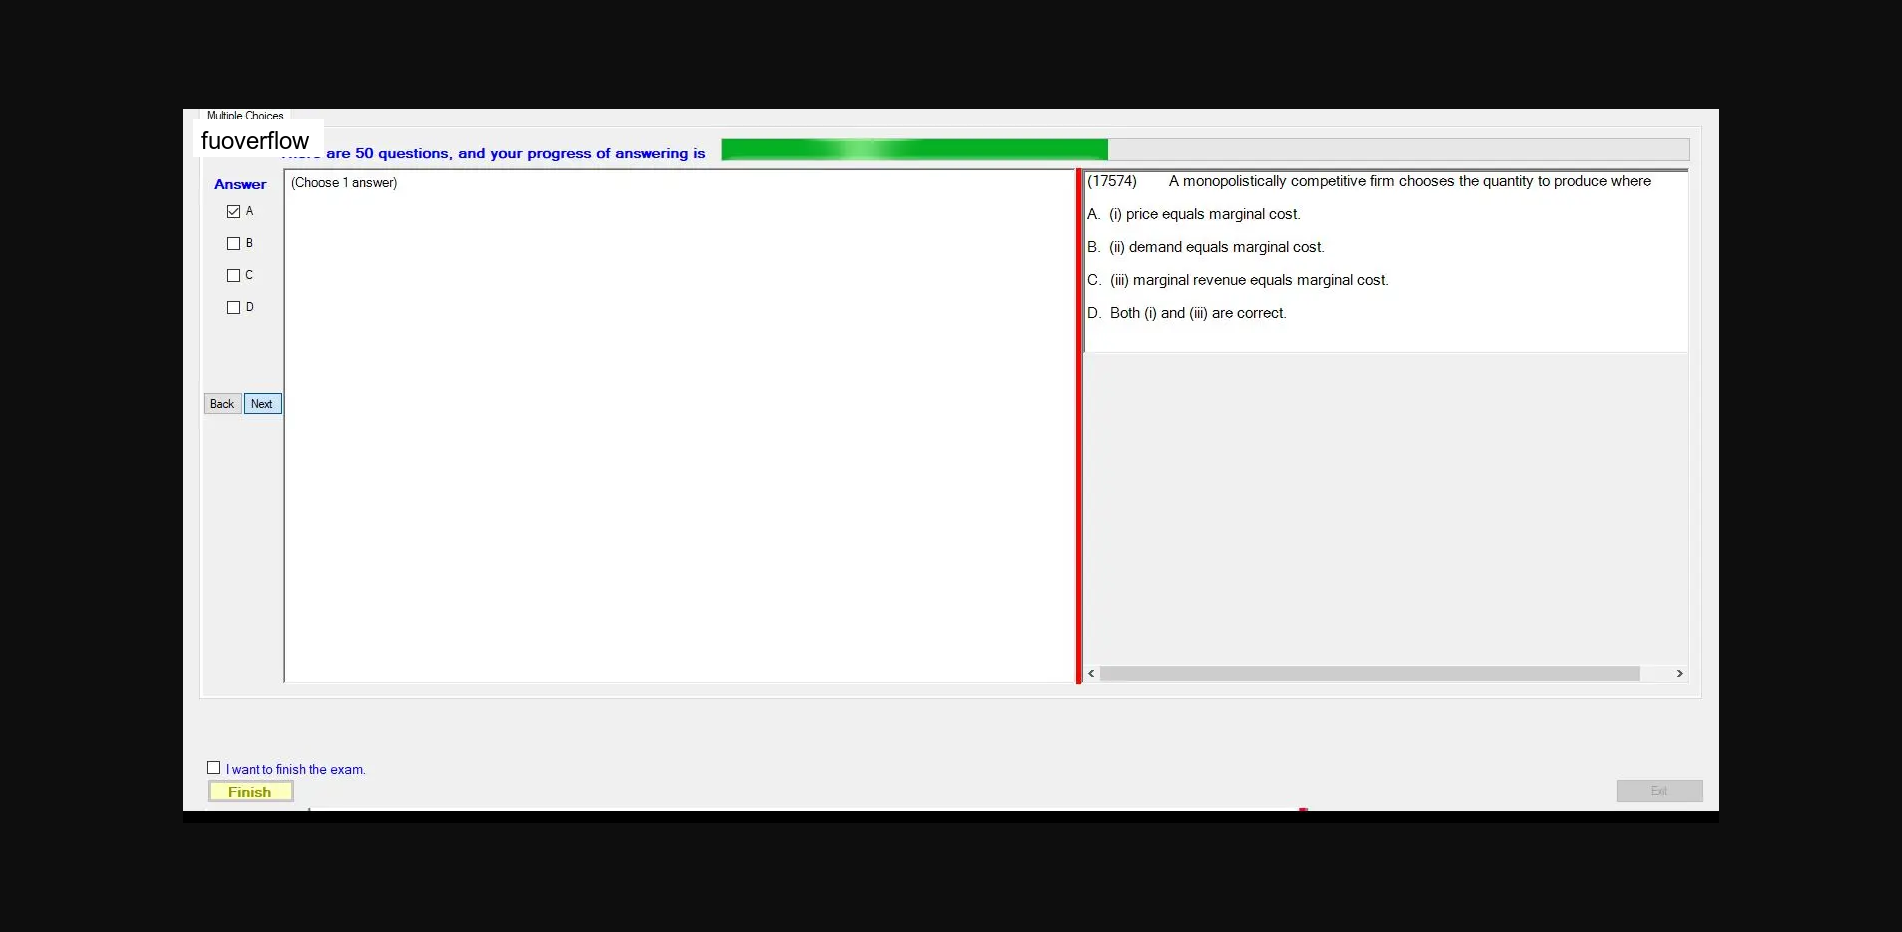 Multiple Choices
fuoverflow
There are 50 questions, and your progress of answering is
Answer
(Choose 1 answer)
A
B
C
D
Back Next
(17574) A monopolistically competitive firm chooses the quantity to produce where
A. (i) price equals marginal cost.
B. (ii) demand equals marginal cost.
C. (iii) marginal revenue equals marginal cost.
D. Both (i) and (iii) are correct.
I want to finish the exam.
Finish
Exit